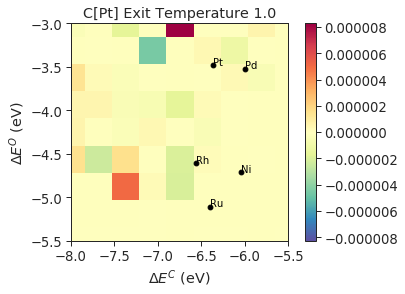 C[Pt] Exit Temperature 1.0
−3.0
−3.5
−4.0
−4.5
−5.0
−5.5
ΔE^O (eV)
Pt
Pd
Rh
Ni
Ru
−8.0 −7.5 −7.0 −6.5 −6.0 −5.5
ΔE^C (eV)
0.000008
0.000006
0.000004
0.000002
0.000000
−0.000002
−0.000004
−0.000006
−0.000008